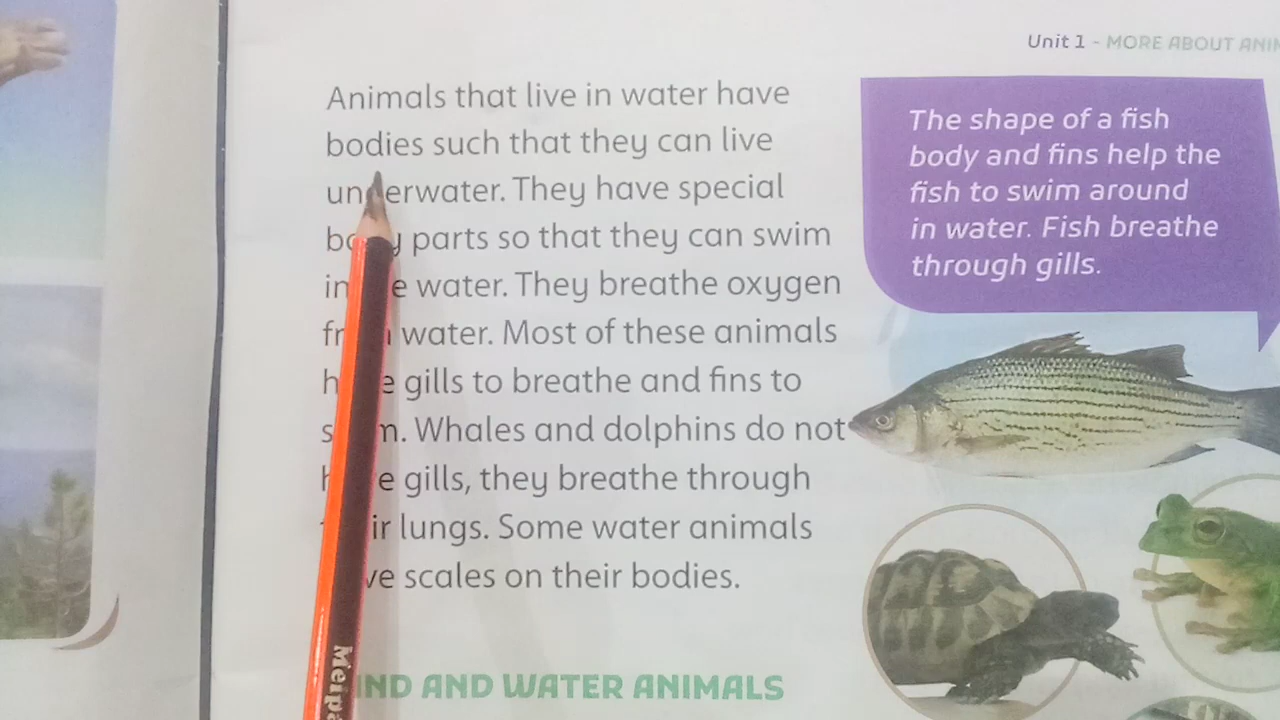 Unit 1 - MORE ABOUT
Animals that live in water have
bodies such that they can live
underwater. They have special
parts so that they can swim
water. They breathe oxygen
water. Most of these animals
gills to breathe and fins to
Whales and dolphins do not
gills, they breathe through
lungs. Some water animals
scales on their bodies.
AND WATER ANIMALS
The shape of a fish
body and fins help the
fish to swim around
in water. Fish breathe
through gills.